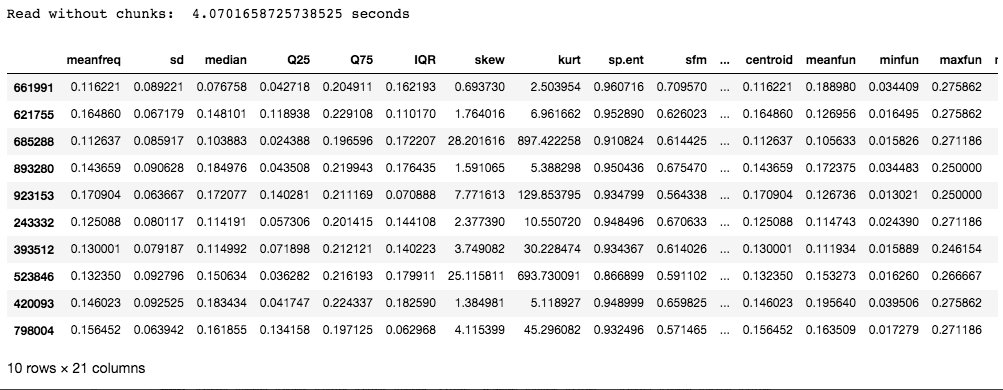 Read without chunks:  4.0701658725738525 seconds
meanfreq sd median Q25 Q75 IQR skew kurt sp.ent sfm ... centroid meanfun minfun maxfun
661991 0.116221 0.089221 0.076758 0.042718 0.204911 0.162193 0.693730 2.503954 0.960716 0.709570 ... 0.116221 0.188980 0.034409 0.275862
621755 0.164860 0.067179 0.148101 0.118938 0.229108 0.110170 1.764016 6.961662 0.952890 0.626023 ... 0.164860 0.126956 0.016495 0.275862
685288 0.112637 0.085917 0.103883 0.024388 0.196596 0.172207 28.201616 897.422258 0.910824 0.614425 ... 0.112637 0.105633 0.015826 0.271186
893280 0.143659 0.090628 0.184976 0.043508 0.219943 0.176435 1.591065 5.388298 0.950436 0.675470 ... 0.143659 0.172375 0.034483 0.250000
923153 0.170904 0.063667 0.172077 0.140281 0.211169 0.070888 7.771613 129.853795 0.934799 0.564338 ... 0.170904 0.126736 0.013021 0.250000
243332 0.125088 0.080117 0.114191 0.057306 0.201415 0.144108 2.377390 10.550720 0.948496 0.670633 ... 0.125088 0.114743 0.024390 0.271186
393512 0.130001 0.079187 0.114992 0.071898 0.212121 0.140223 3.749082 30.228474 0.934367 0.614026 ... 0.130001 0.111934 0.015889 0.246154
523846 0.132350 0.092796 0.150634 0.036282 0.216193 0.179911 25.115811 693.730091 0.866899 0.591102 ... 0.132350 0.153273 0.016260 0.266667
420093 0.146023 0.092525 0.183434 0.041747 0.224337 0.182590 1.384981 5.118927 0.948999 0.659825 ... 0.146023 0.195640 0.039506 0.275862
798004 0.156452 0.063942 0.161855 0.134158 0.197125 0.062968 4.115399 45.296082 0.932496 0.571465 ... 0.156452 0.163509 0.017279 0.271186
10 rows × 21 columns